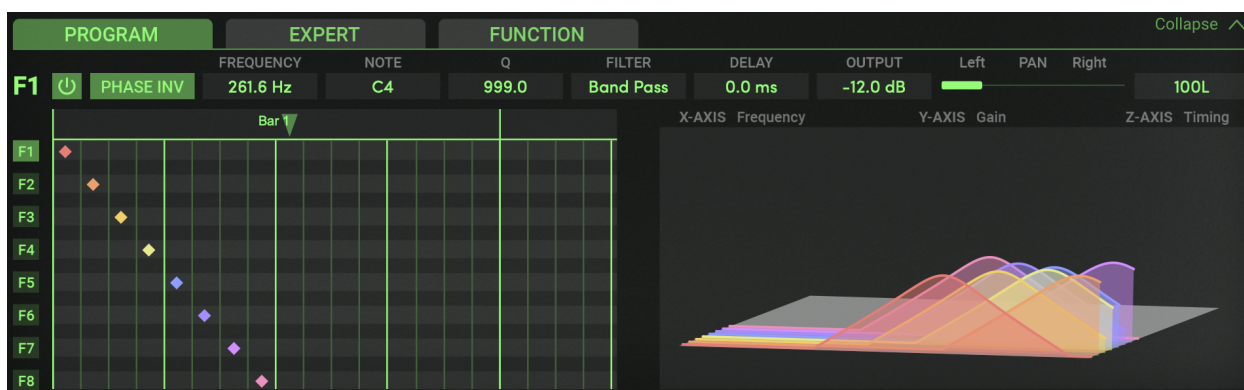 PROGRAM EXPERT FUNCTION Collapse
FREQUENCY NOTE Q FILTER DELAY OUTPUT Left PAN Right
F1 PHASE INV 261.6 Hz C4 999.0 Band Pass 0.0 ms -12.0 dB 100L
Bar 1 X-AXIS Frequency Y-AXIS Gain Z-AXIS Timing
F1
F2
F3
F4
F5
F6
F7
F8